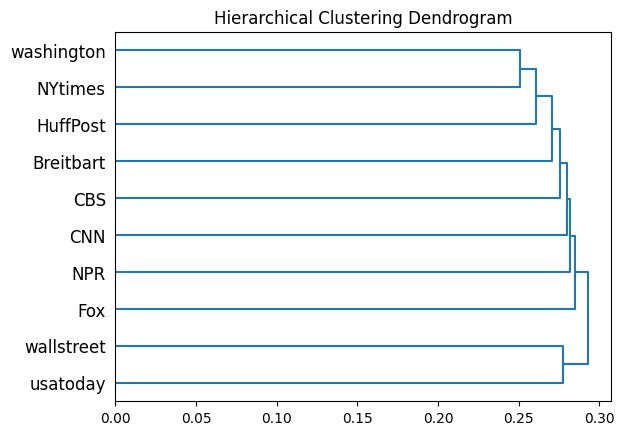 Hierarchical Clustering Dendrogram
washington
NYtimes
HuffPost
Breitbart
CBS
CNN
NPR
Fox
wallstreet
usatoday
0.00 0.05 0.10 0.15 0.20 0.25 0.30